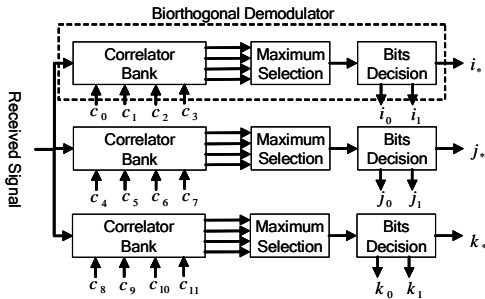 Biorthogonal Demodulator
Received Signal
Correlator Bank
Maximum Selection
Bits Decision
i*
c0 c1 c2 c3
i0 i1
Correlator Bank
Maximum Selection
Bits Decision
j*
c4 c5 c6 c7
j0 j1
Correlator Bank
Maximum Selection
Bits Decision
k*
c8 c9 c10 c11
k0 k1